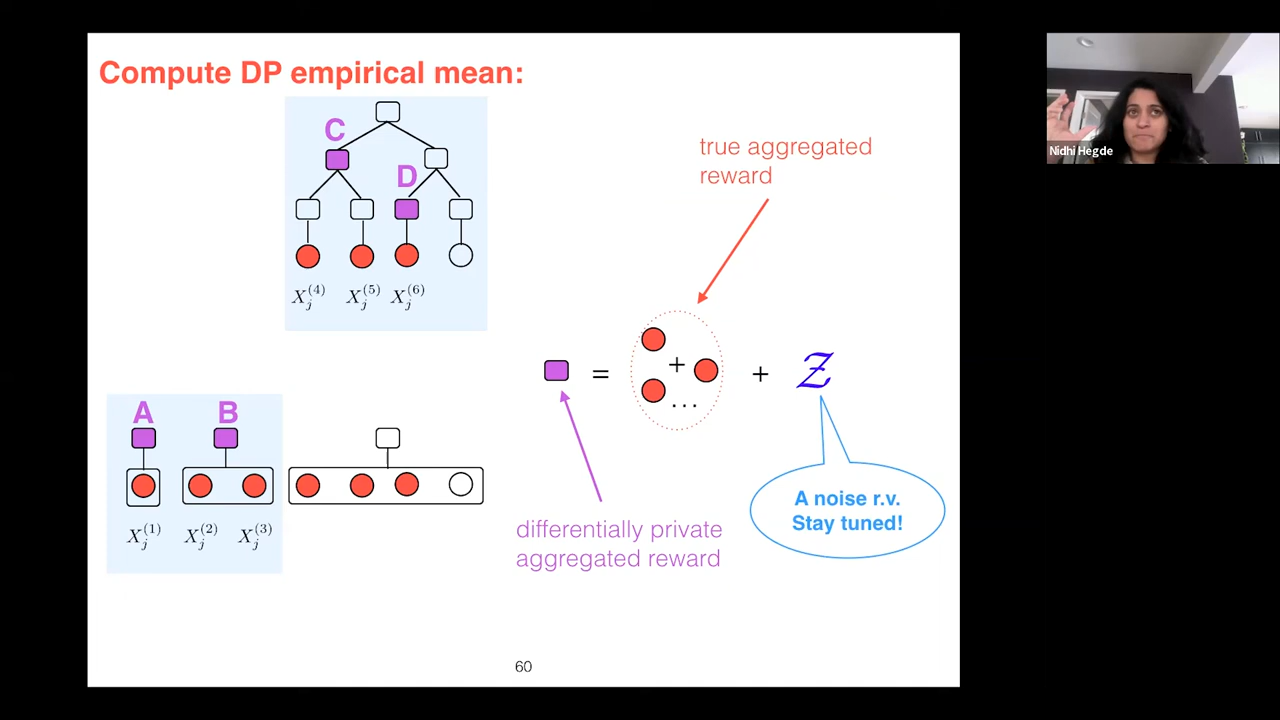 Compute DP empirical mean:
C
D
X_j^{(4)} X_j^{(5)} X_j^{(6)}
true aggregated
reward
= + ... + Z
A B
X_j^{(1)} X_j^{(2)} X_j^{(3)}
differentially private
aggregated reward
A noise r.v.
Stay tuned!
60
Nidhi Hegde